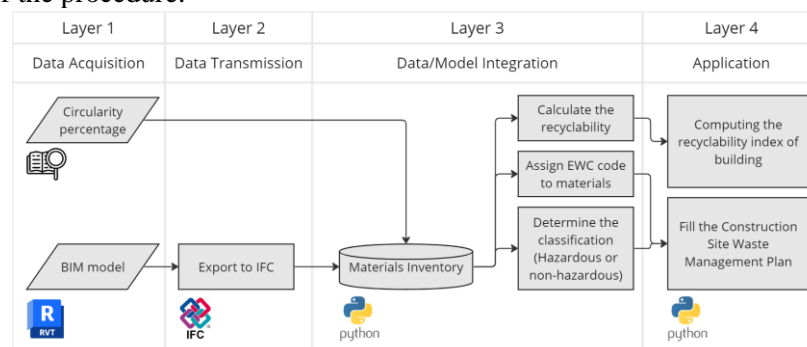 f the procedure.
Layer 1
Layer 2
Layer 3
Layer 4
Data Acquisition
Data Transmission
Data/Model Integration
Application
Circularity
percentage
Calculate the
recyclability
Computing the
recyclability index of
building
Assign EWC code
to materials
BIM model
Export to IFC
Materials Inventory
Determine the
classification
(Hazardous or
non-hazardous)
Fill the Construction
Site Waste
Management Plan
R
RVT
IFC
python
python